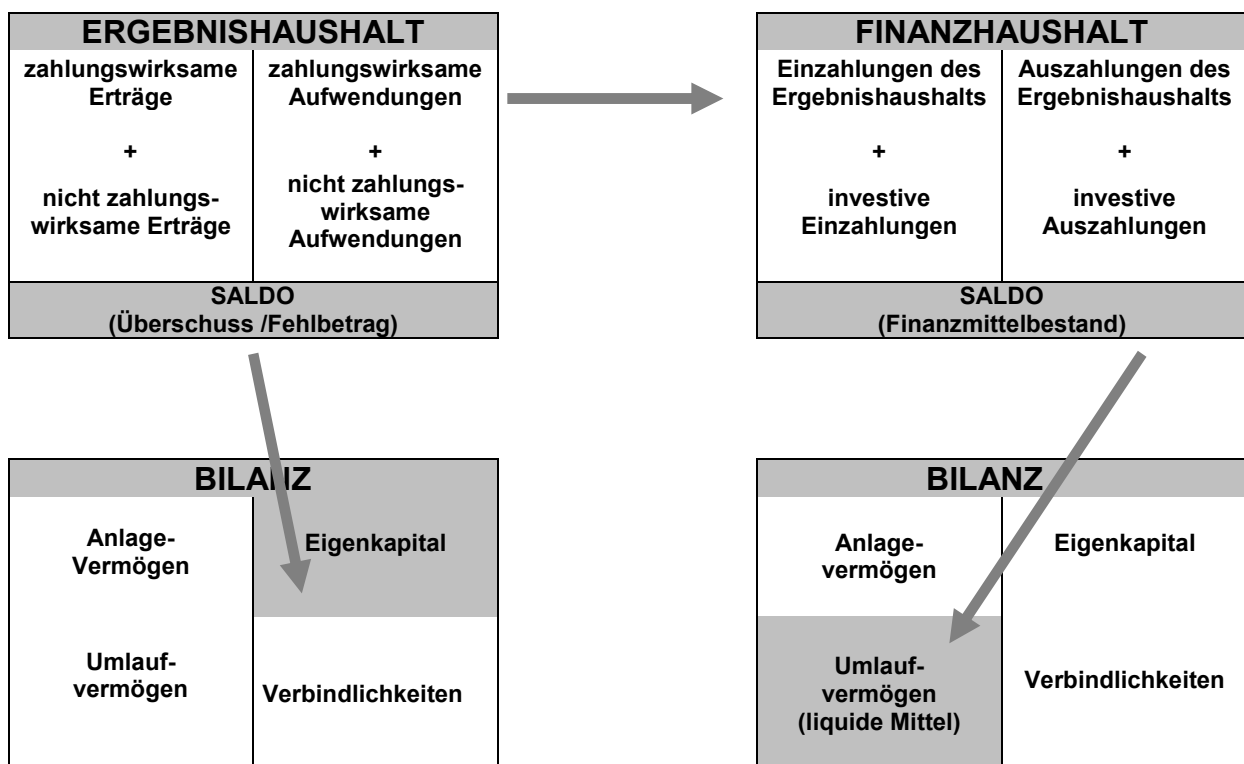 ERGEBNISHAUSHALT
zahlungswirksame
Erträge
+
nicht zahlungs-
wirksame Erträge
zahlungswirksame
Aufwendungen
+
nicht zahlungs-
wirksame
Aufwendungen
SALDO
(Überschuss /Fehlbetrag)
FINANZHAUSHALT
Einzahlungen des
Ergebnishaushalts
+
investive
Einzahlungen
Auszahlungen des
Ergebnishaushalts
+
investive
Auszahlungen
SALDO
(Finanzmittelbestand)
BILANZ
Anlage-
Vermögen
Umlauf-
vermögen
Eigenkapital
Verbindlichkeiten
BILANZ
Anlage-
vermögen
Umlauf-
vermögen
(liquide Mittel)
Eigenkapital
Verbindlichkeiten